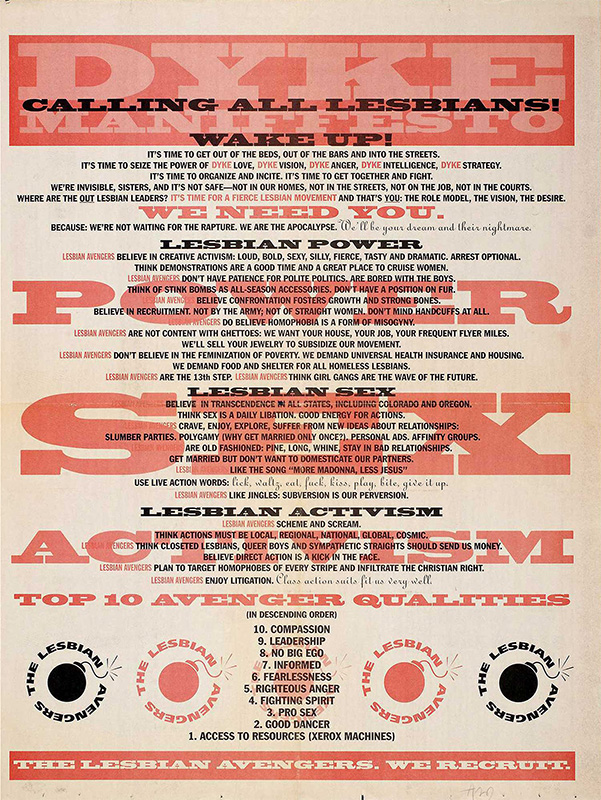 DYKE
CALLING ALL LESBIANS!
MANIFESTO
WAKE UP!
IT'S TIME TO GET OUT OF THE BEDS, OUT OF THE BARS AND INTO THE STREETS.
IT'S TIME TO SEIZE THE POWER OF DYKE LOVE, DYKE VISION, DYKE ANGER, DYKE INTELLIGENCE, DYKE STRATEGY.
IT'S TIME TO ORGANIZE AND INCITE. IT'S TIME TO GET TOGETHER AND FIGHT.
WE'RE INVISIBLE, SISTERS, AND IT'S NOT SAFE—NOT IN OUR HOMES, NOT IN THE STREETS, NOT ON THE JOB, NOT IN THE COURTS.
WHERE ARE THE OUT LESBIAN LEADERS? IT'S TIME FOR A FIERCE LESBIAN MOVEMENT AND THAT'S YOU: THE ROLE MODEL, THE VISION, THE DESIRE.
WE NEED YOU.
BECAUSE: WE'RE NOT WAITING FOR THE RAPTURE. WE ARE THE APOCALYPSE. We'll be your dream and their nightmare.
LESBIAN POWER
LESBIAN AVENGERS BELIEVE IN CREATIVE ACTIVISM: LOUD, BOLD, SEXY, SILLY, FIERCE, TASTY AND DRAMATIC. ARREST OPTIONAL.
THINK DEMONSTRATIONS ARE A GOOD TIME AND A GREAT PLACE TO CRUISE WOMEN.
LESBIAN AVENGERS DON'T HAVE PATIENCE FOR POLITE POLITICS. ARE BORED WITH THE BOYS.
POWER
THINK OF STINK BOMBS AS ALL-SEASON ACCESSORIES. DON'T HAVE A POSITION ON FUR.
LESBIAN AVENGERS BELIEVE CONFRONTATION FOSTERS GROWTH AND STRONG BONES.
BELIEVE IN RECRUITMENT. NOT BY THE ARMY; NOT OF STRAIGHT WOMEN. DON'T MIND HANDCUFFS AT ALL.
LESBIAN AVENGERS DO BELIEVE HOMOPHOBIA IS A FORM OF MISOGYNY.
LESBIAN AVENGERS ARE NOT CONTENT WITH GHETTOES: WE WANT YOUR HOUSE, YOUR JOB, YOUR FREQUENT FLYER MILES.
WE'LL SELL YOUR JEWELRY TO SUBSIDIZE OUR MOVEMENT.
LESBIAN AVENGERS DON'T BELIEVE IN THE FEMINIZATION OF POVERTY. WE DEMAND UNIVERSAL HEALTH INSURANCE AND HOUSING.
WE DEMAND FOOD AND SHELTER FOR ALL HOMELESS LESBIANS.
LESBIAN AVENGERS ARE THE 13th STEP. LESBIAN AVENGERS THINK GIRL GANGS ARE THE WAVE OF THE FUTURE.
LESBIAN SEX
LESBIAN AVENGERS BELIEVE IN TRANSCENDENCE IN ALL STATES, INCLUDING COLORADO AND OREGON.
THINK SEX IS A DAILY LIBATION. GOOD ENERGY FOR ACTIONS.
SEX
LESBIAN AVENGERS CRAVE, ENJOY, EXPLORE, SUFFER FROM NEW IDEAS ABOUT RELATIONSHIPS:
SLUMBER PARTIES. POLYGAMY (WHY GET MARRIED ONLY ONCE?). PERSONAL ADS. AFFINITY GROUPS.
LESBIAN AVENGERS ARE OLD FASHIONED: PINE, LONG, WHINE, STAY IN BAD RELATIONSHIPS.
GET MARRIED BUT DON'T WANT TO DOMESTICATE OUR PARTNERS.
LESBIAN AVENGERS LIKE THE SONG "MORE MADONNA, LESS JESUS"
USE LIVE ACTION WORDS: lick, waltz, eat, fuck, kiss, play, bite, give it up.
LESBIAN AVENGERS LIKE JINGLES: SUBVERSION IS OUR PERVERSION.
LESBIAN ACTIVISM
LESBIAN AVENGERS SCHEME AND SCREAM.
THINK ACTIONS MUST BE LOCAL, REGIONAL, NATIONAL, GLOBAL, COSMIC.
ACTIVISM
LESBIAN AVENGERS THINK CLOSETED LESBIANS, QUEER BOYS AND SYMPATHETIC STRAIGHTS SHOULD SEND US MONEY.
BELIEVE DIRECT ACTION IS A KICK IN THE FACE.
LESBIAN AVENGERS PLAN TO TARGET HOMOPHOBES OF EVERY STRIPE AND INFILTRATE THE CHRISTIAN RIGHT.
LESBIAN AVENGERS ENJOY LITIGATION. Class action suits fit us very well.
TOP 10 AVENGER QUALITIES
(IN DESCENDING ORDER)
10. COMPASSION
9. LEADERSHIP
8. NO BIG EGO
7. INFORMED
6. FEARLESSNESS
5. RIGHTEOUS ANGER
4. FIGHTING SPIRIT
3. PRO SEX
2. GOOD DANCER
1. ACCESS TO RESOURCES (XEROX MACHINES)
THE LESBIAN AVENGERS
THE LESBIAN AVENGERS
THE LESBIAN AVENGERS
THE LESBIAN AVENGERS
THE LESBIAN AVENGERS
THE LESBIAN AVENGERS. WE RECRUIT.